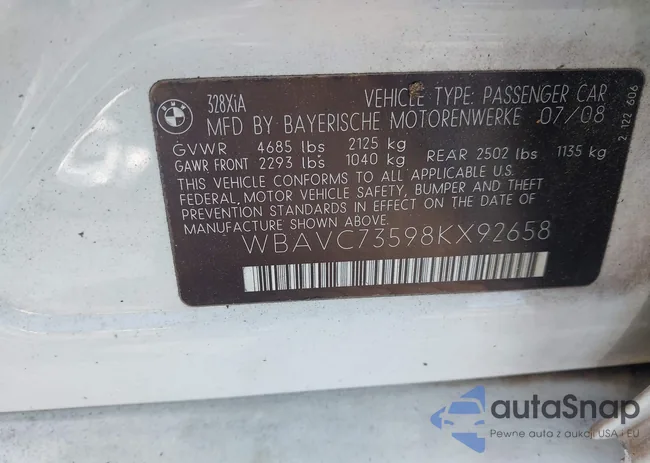 BMW
328XiA
VEHICLE TYPE: PASSENGER CAR
MFD BY BAYERISCHE MOTORENWERKE 07/08
GVWR 4685 lbs 2125 kg
GAWR FRONT 2293 lbs 1040 kg REAR 2502 lbs 1135 kg
THIS VEHICLE CONFORMS TO ALL APPLICABLE U.S.
FEDERAL MOTOR VEHICLE SAFETY, BUMPER AND THEFT
PREVENTION STANDARDS IN EFFECT ON THE DATE OF
MANUFACTURE SHOWN ABOVE.
WBAVC73598KX92658
2 122 606
autaSnap
Pewne auta z aukcji USA i EU